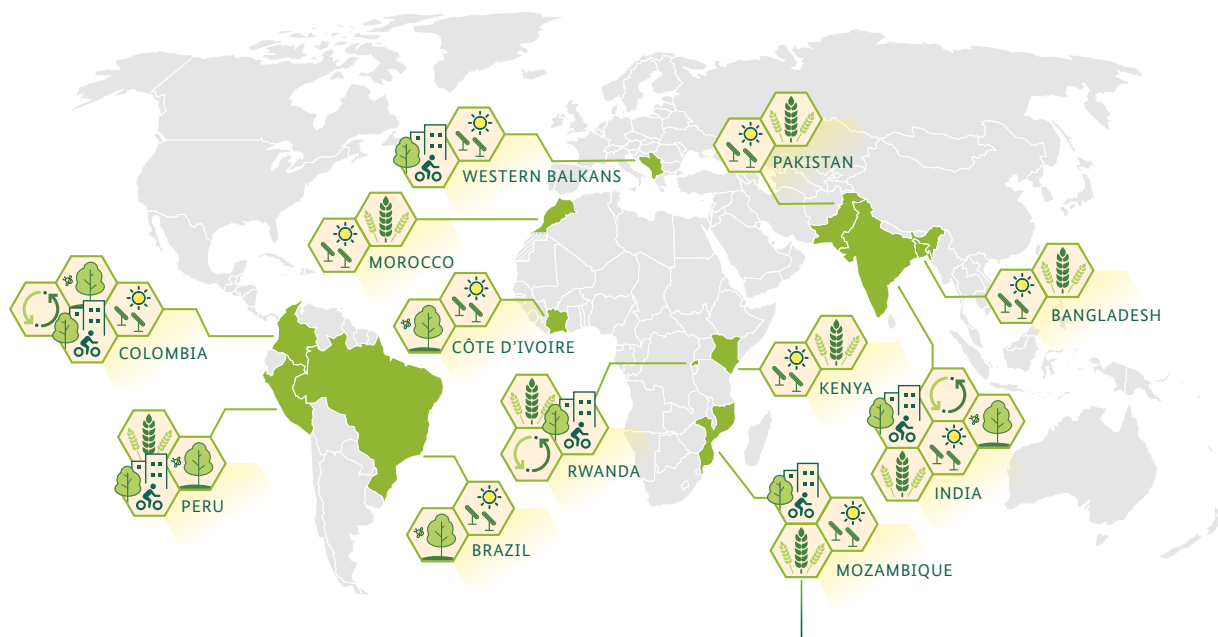 PAKISTAN
WESTERN BALKANS
MOROCCO
BANGLADESH
CÔTE D'IVOIRE
COLOMBIA
KENYA
RWANDA
INDIA
PERU
BRAZIL
MOZAMBIQUE